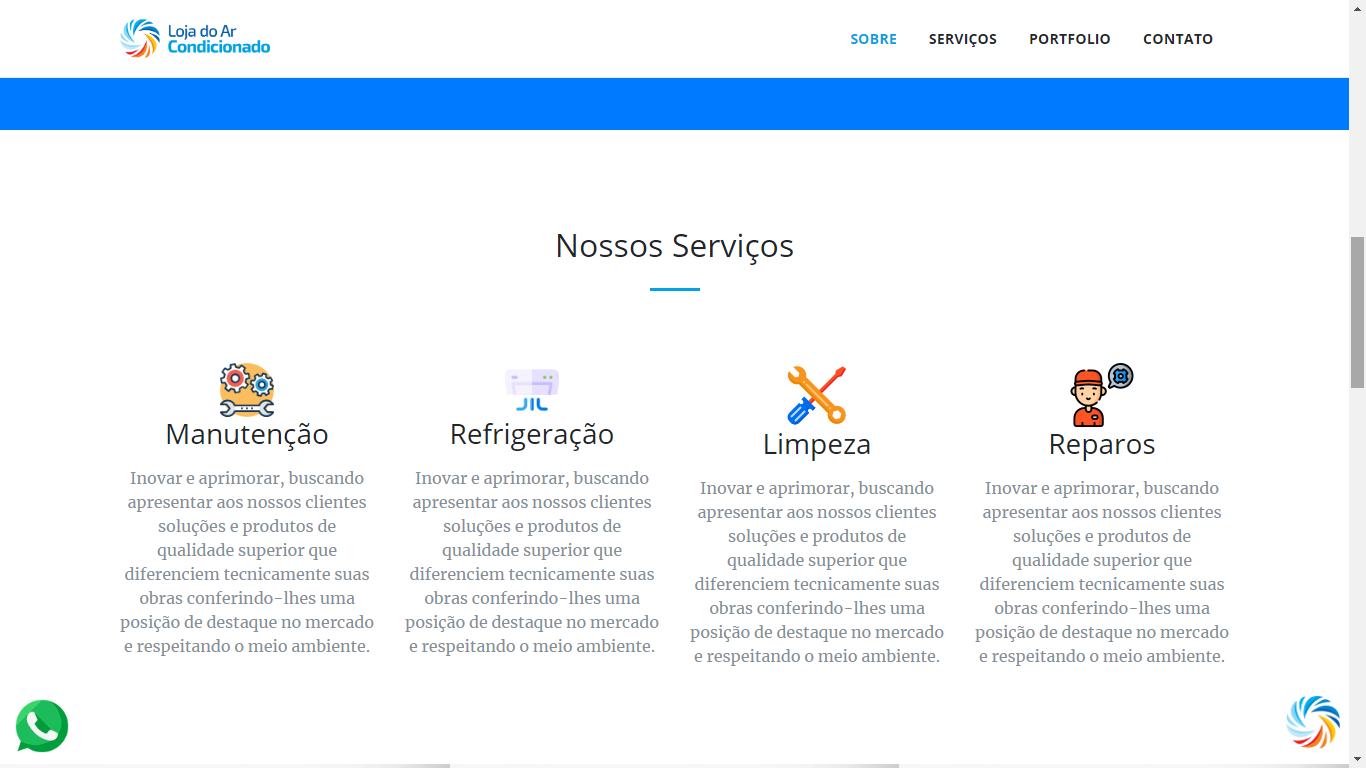 Loja do Ar
Condicionado
SOBRE SERVIÇOS PORTFOLIO CONTATO
Nossos Serviços
Manutenção
Inovar e aprimorar, buscando
apresentar aos nossos clientes
soluções e produtos de
qualidade superior que
diferenciem tecnicamente suas
obras conferindo-lhes uma
posição de destaque no mercado
e respeitando o meio ambiente.
Refrigeração
Inovar e aprimorar, buscando
apresentar aos nossos clientes
soluções e produtos de
qualidade superior que
diferenciem tecnicamente suas
obras conferindo-lhes uma
posição de destaque no mercado
e respeitando o meio ambiente.
Limpeza
Inovar e aprimorar, buscando
apresentar aos nossos clientes
soluções e produtos de
qualidade superior que
diferenciem tecnicamente suas
obras conferindo-lhes uma
posição de destaque no mercado
e respeitando o meio ambiente.
Reparos
Inovar e aprimorar, buscando
apresentar aos nossos clientes
soluções e produtos de
qualidade superior que
diferenciem tecnicamente suas
obras conferindo-lhes uma
posição de destaque no mercado
e respeitando o meio ambiente.